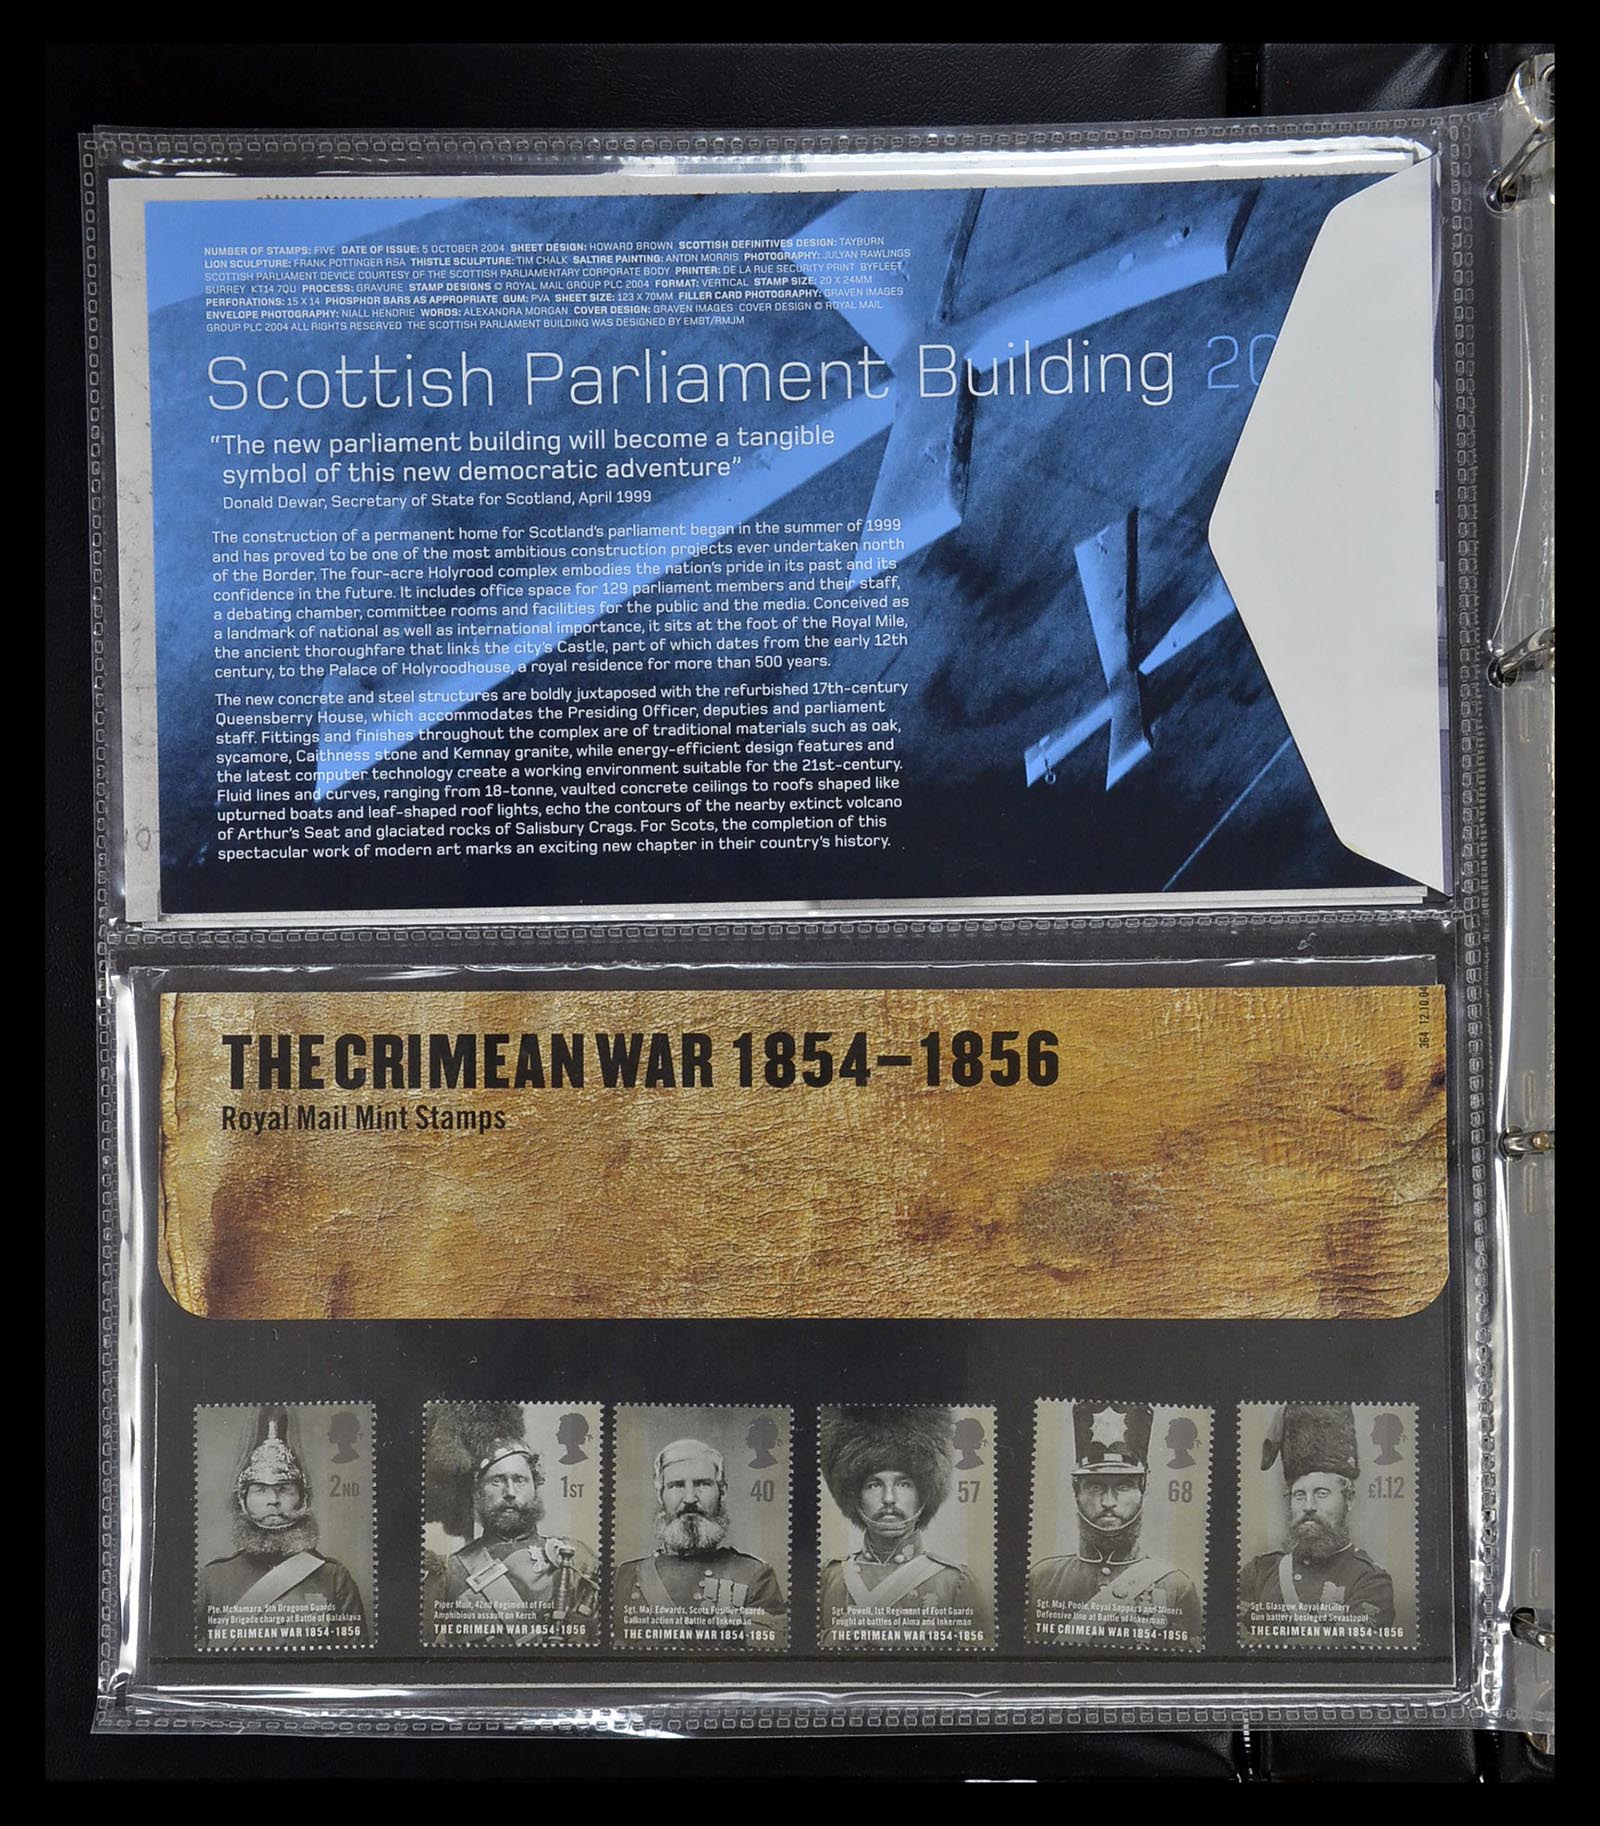 NUMBER OF STAMPS: FIVE DATE OF ISSUE: 5 OCTOBER 2004 SHEET DESIGN: HOWARD BROWN SCOTTISH DEFINITIVES DESIGN: TAYBURN
LION SCULPTURE: FRANK POTTINGER RSA THISTLE SCULPTURE: TIM CHALK SALTIRE PAINTING: ANTON MORRIS PHOTOGRAPHY: JULYAN RAWLINGS
SCOTTISH PARLIAMENT DEVICE COURTESY OF THE SCOTTISH PARLIAMENTARY CORPORATE BODY PRINTER: DE LA RUE SECURITY PRINT BYFLEET
SURREY KT14 7QU PROCESS: GRAVURE STAMP DESIGNS © ROYAL MAIL GROUP PLC 2004 FORMAT: VERTICAL STAMP SIZE: 20 X 24MM
PERFORATIONS: 15 X 14 PHOSPHOR BARS AS APPROPRIATE GUM: PVA SHEET SIZE: 123 X 70MM FILLER CARD PHOTOGRAPHY: GRAVEN IMAGES
ENVELOPE PHOTOGRAPHY: NIALL HENDRIE WORDS: ALEXANDRA MORGAN COVER DESIGN: GRAVEN IMAGES COVER DESIGN © ROYAL MAIL
GROUP PLC 2004 ALL RIGHTS RESERVED THE SCOTTISH PARLIAMENT BUILDING WAS DESIGNED BY EMBT/RMJM
Scottish Parliament Building 20
“The new parliament building will become a tangible
symbol of this new democratic adventure”
Donald Dewar, Secretary of State for Scotland, April 1999
The construction of a permanent home for Scotland's parliament began in the summer of 1999
and has proved to be one of the most ambitious construction projects ever undertaken north
of the Border. The four-acre Holyrood complex embodies the nation's pride in its past and its
confidence in the future. It includes office space for 129 parliament members and their staff,
a debating chamber, committee rooms and facilities for the public and the media. Conceived as
a landmark of national as well as international importance, it sits at the foot of the Royal Mile,
the ancient thoroughfare that links the city's Castle, part of which dates from the early 12th
century, to the Palace of Holyroodhouse, a royal residence for more than 500 years.
The new concrete and steel structures are boldly juxtaposed with the refurbished 17th-century
Queensberry House, which accommodates the Presiding Officer, deputies and parliament
staff. Fittings and finishes throughout the complex are of traditional materials such as oak,
sycamore, Caithness stone and Kemnay granite, while energy-efficient design features and
the latest computer technology create a working environment suitable for the 21st-century.
Fluid lines and curves, ranging from 18-tonne, vaulted concrete ceilings to roofs shaped like
upturned boats and leaf-shaped roof lights, echo the contours of the nearby extinct volcano
of Arthur's Seat and glaciated rocks of Salisbury Crags. For Scots, the completion of this
spectacular work of modern art marks an exciting new chapter in their country's history.
364 12.10.04
THE CRIMEAN WAR 1854–1856
Royal Mail Mint Stamps
2ND
Pte. McNamara, 5th Dragoon Guards
Heavy Brigade charge at Battle of Balaklava
THE CRIMEAN WAR 1854-1856
1ST
Piper Muir, 42nd Regiment of Foot
Amphibious assault on Kerch
THE CRIMEAN WAR 1854-1856
40
Sgt. Maj. Edwards, Scots Fusilier Guards
Gallant action at Battle of Inkerman
THE CRIMEAN WAR 1854-1856
57
Sgt. Powell, 1st Regiment of Foot Guards
Fought at battles of Alma and Inkerman
THE CRIMEAN WAR 1854-1856
68
Sgt. Maj. Poole, Royal Sappers and Miners
Defensive line at Battle of Inkerman
THE CRIMEAN WAR 1854-1856
£1.12
Sgt. Glasgow, Royal Artillery
Gun battery besieged Sevastopol
THE CRIMEAN WAR 1854-1856